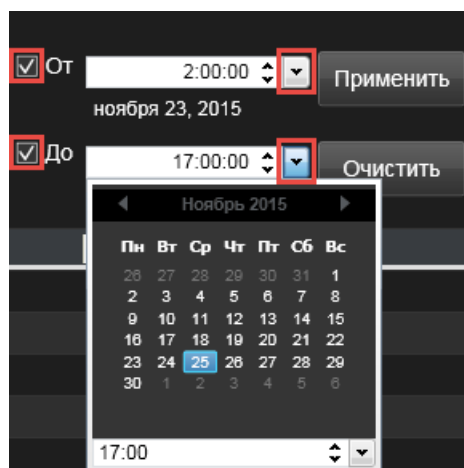 От 2:00:00 Применить
ноября 23, 2015
До 17:00:00 Очистить
Ноябрь 2015
Пн Вт Ср Чт Пт Сб Вс
26 27 28 29 30 31 1
2 3 4 5 6 7 8
9 10 11 12 13 14 15
16 17 18 19 20 21 22
23 24 25 26 27 28 29
30 1 2 3 4 5 6
17:00